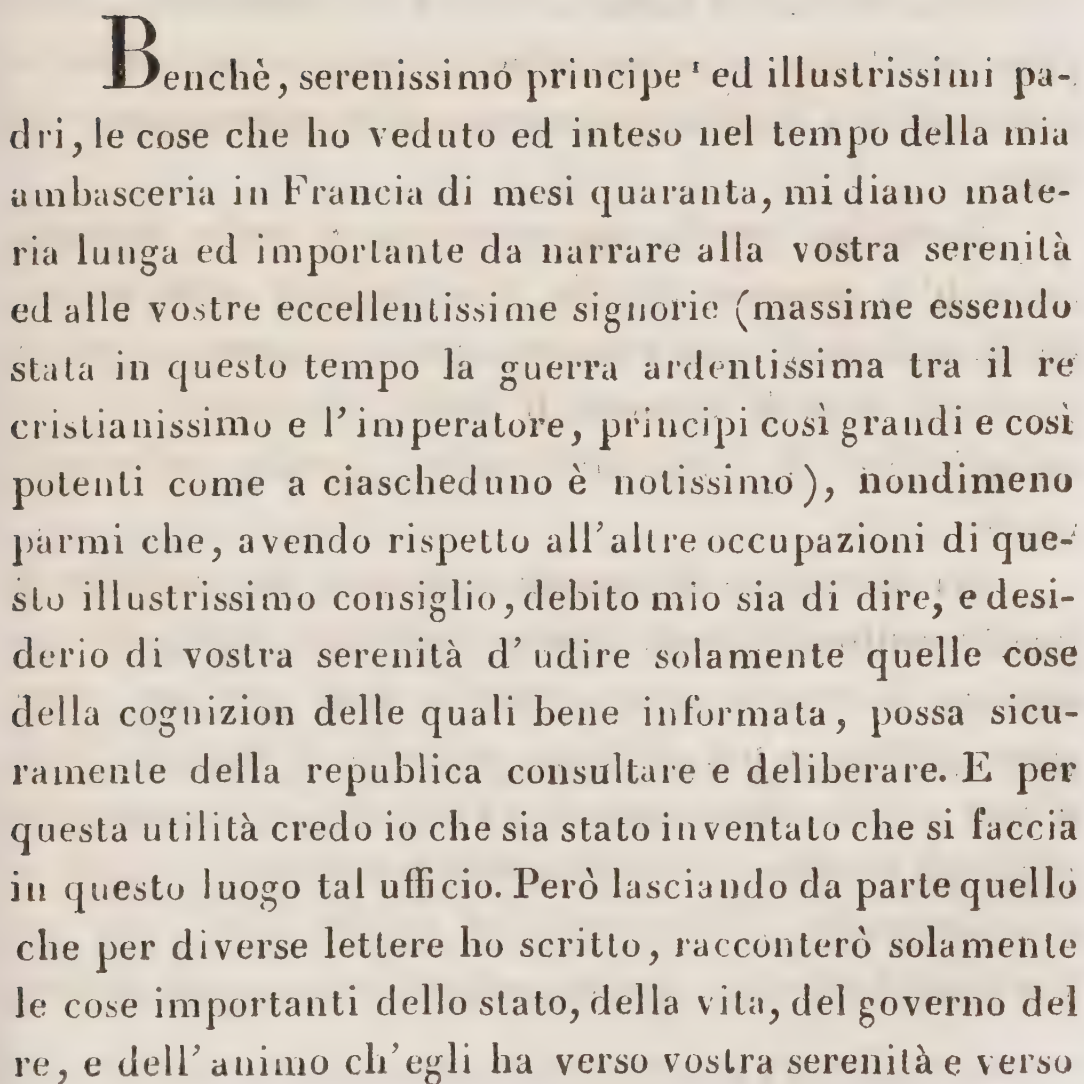 Benchè, serenissimo principe ¹ ed illustrissimi pa-
dri, le cose che ho veduto ed inteso nel tempo della mia
ambasceria in Francia di mesi quaranta, mi diano mate-
ria lunga ed importante da narrare alla vostra serenità
ed alle vostre eccellentissime signorie (massime essendo
stata in questo tempo la guerra ardentissima tra il re
cristianissimo e l'imperatore, principi così grandi e così
potenti come a ciascheduno è notissimo), nondimeno
parmi che, avendo rispetto all'altre occupazioni di que-
sto illustrissimo consiglio, debito mio sia di dire, e desi-
derio di vostra serenità d'udire solamente quelle cose
della cognizion delle quali bene informata, possa sicu-
ramente della republica consultare e deliberare. E per
questa utilità credo io che sia stato inventato che si faccia
in questo luogo tal ufficio. Però lasciando da parte quello
che per diverse lettere ho scritto, racconterò solamente
le cose importanti dello stato, della vita, del governo del
re, e dell'animo ch'egli ha verso vostra serenità e verso